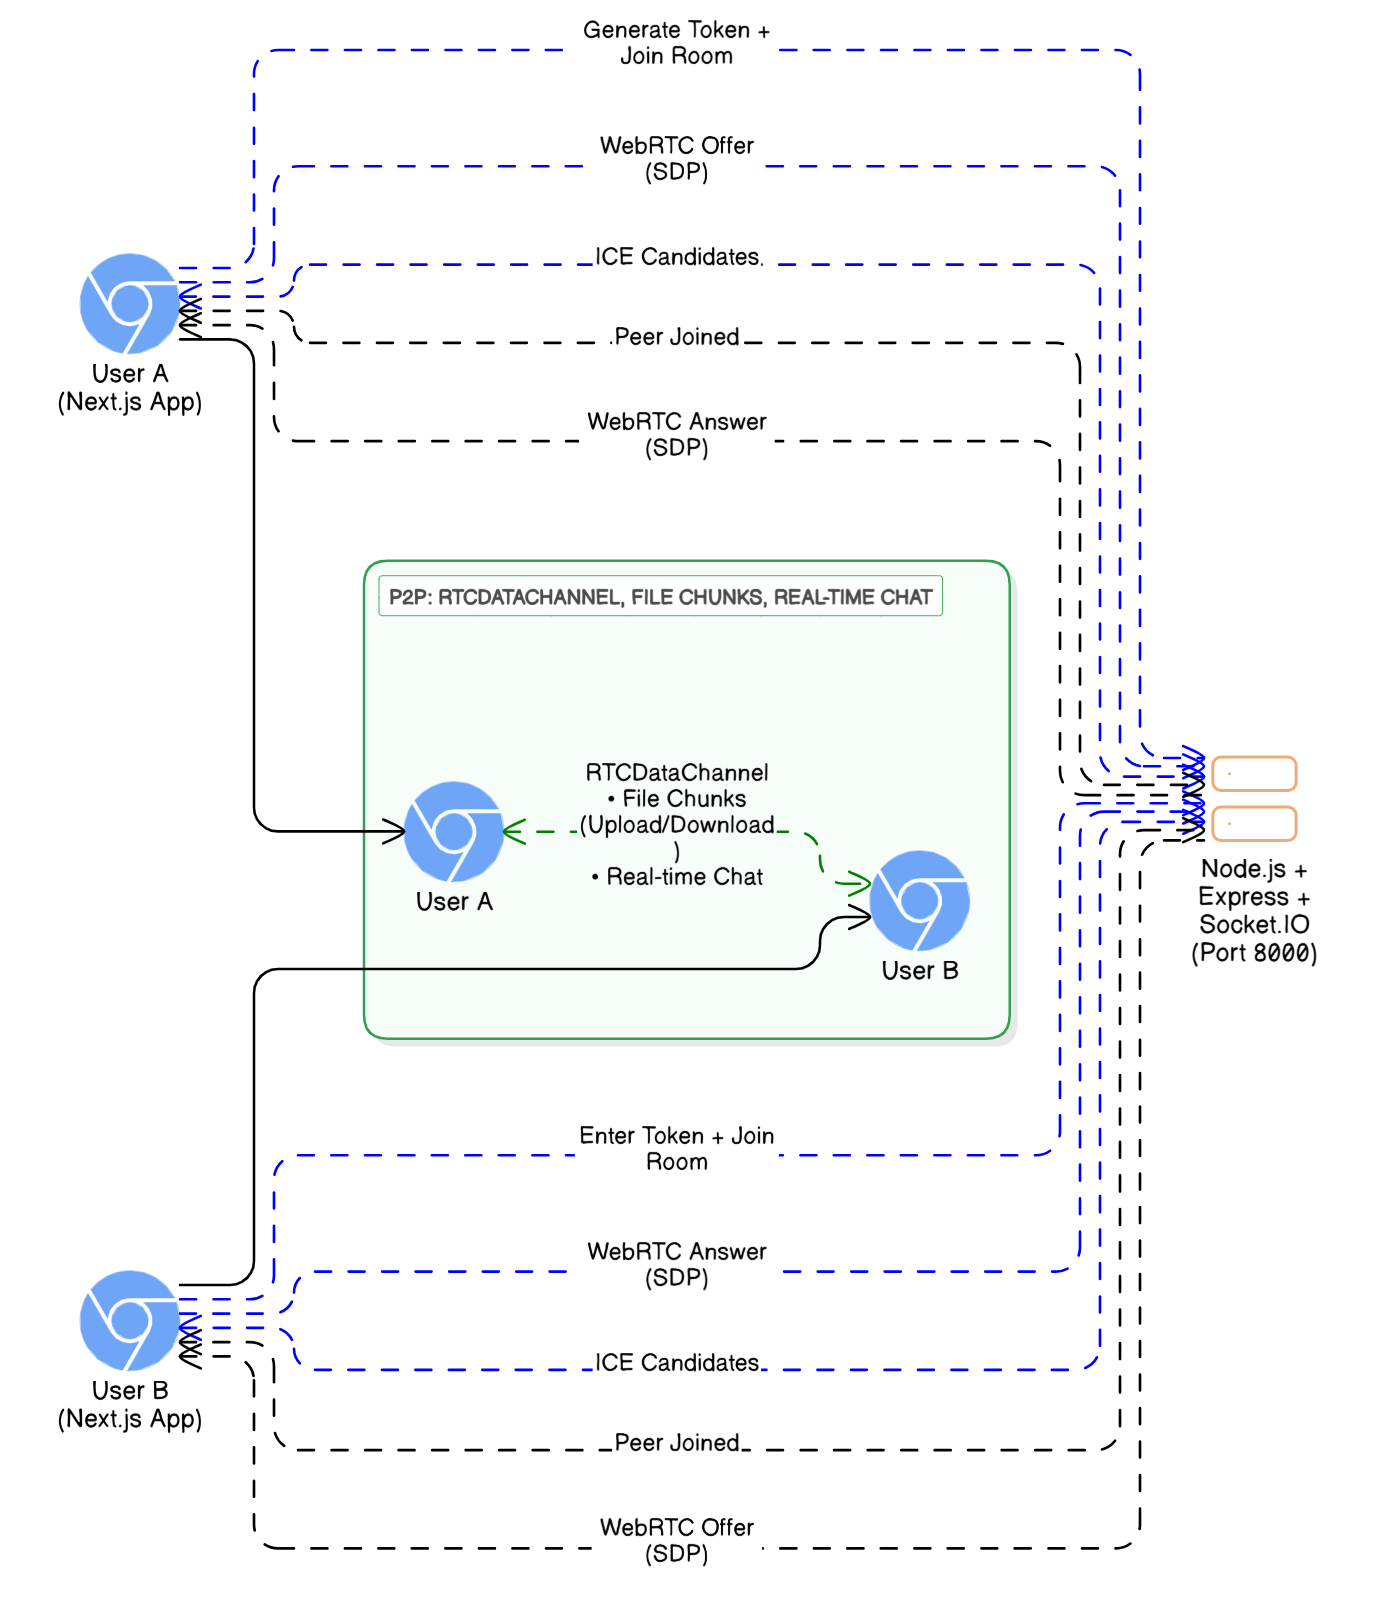 Generate Token +
Join Room
WebRTC Offer
(SDP)
ICE Candidates
Peer Joined
User A
(Next.js App)
WebRTC Answer
(SDP)
P2P: RTCDATACHANNEL, FILE CHUNKS, REAL-TIME CHAT
RTCDataChannel
• File Chunks
(Upload/Download
)
• Real-time Chat
User A
User B
Node.js +
Express +
Socket.IO
(Port 8000)
Enter Token + Join
Room
WebRTC Answer
(SDP)
ICE Candidates
User B
(Next.js App)
Peer Joined
WebRTC Offer
(SDP)